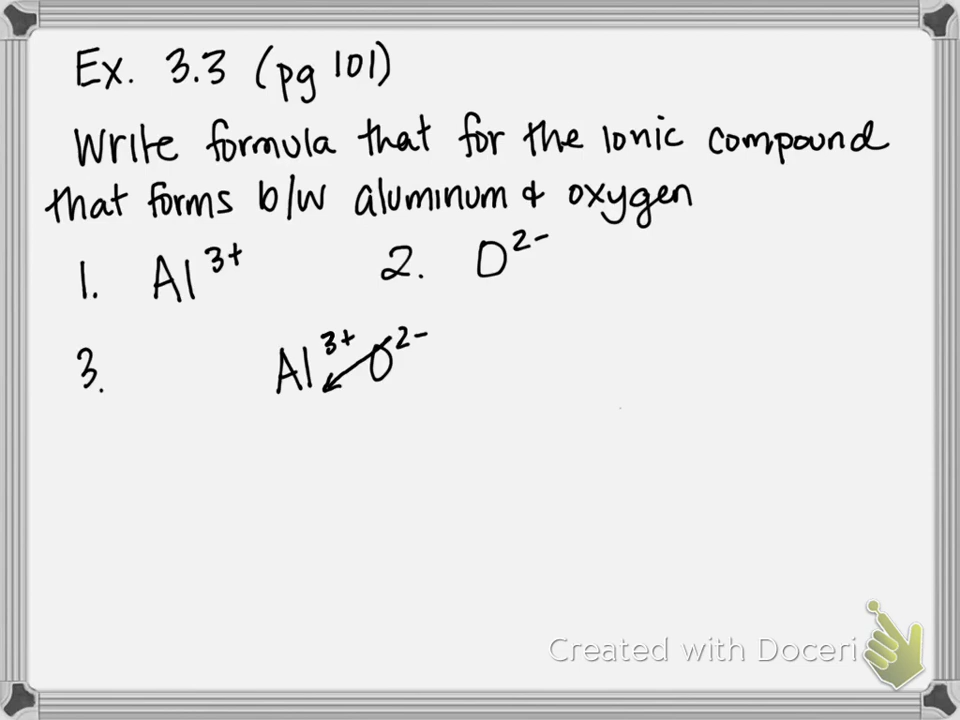 Ex. 3.3 (pg 101)
Write formula that for the Ionic compound
that forms b/w aluminum & oxygen
1. Al³⁺ 2. O²⁻
3. Al³⁺ O²⁻
Created with Doceri